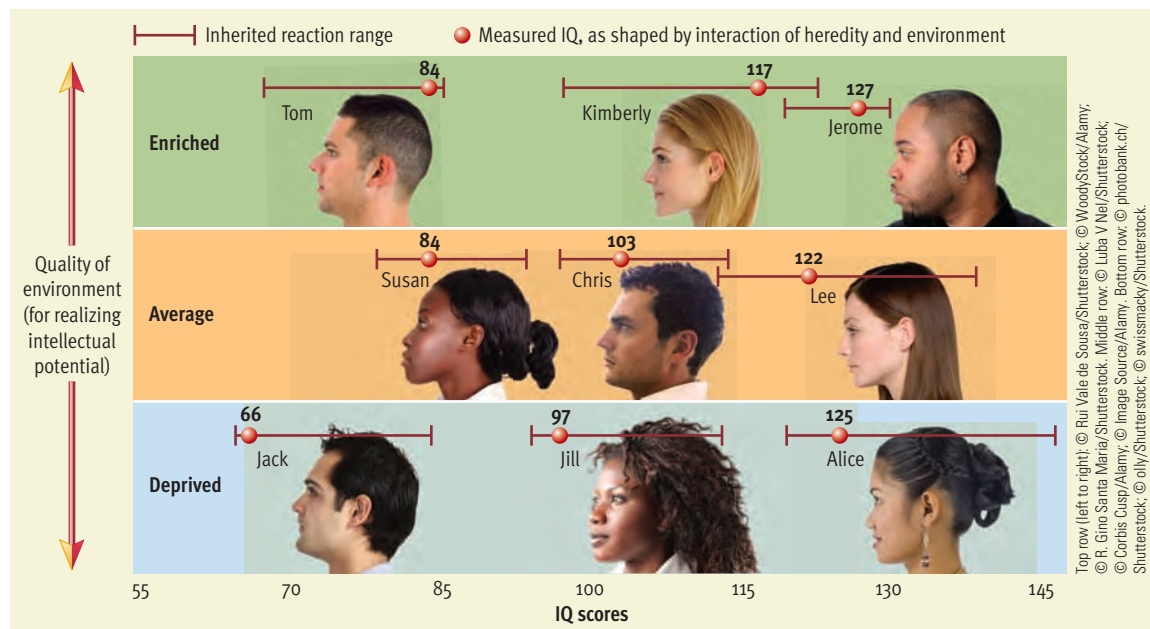 Inherited reaction range
Measured IQ, as shaped by interaction of heredity and environment
Quality of
environment
(for realizing
intellectual
potential)
Enriched
84
Tom
117
Kimberly
127
Jerome
Average
84
Susan
103
Chris
122
Lee
Deprived
66
Jack
97
Jill
125
Alice
55 70 85 100 115 130 145
IQ scores
Top row (left to right): © Rui Vale de Sousa/Shutterstock; © WoodyStock/Alamy;
© R. Gino Santa Maria/Shutterstock. Middle row: © Luba V Nel/Shutterstock;
© Corbis Cusp/Alamy; © Image Source/Alamy. Bottom row: © photobank.ch/
Shutterstock; © olly/Shutterstock; © swissmacky/Shutterstock.